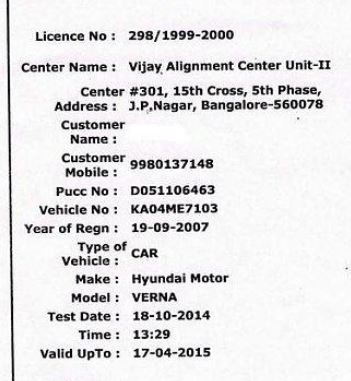 Licence No : 298/1999-2000
Center Name : Vijay Alignment Center Unit-II
Center #301, 15th Cross, 5th Phase,
Address : J.P.Nagar, Bangalore-560078
Customer
Name :
Customer
Mobile : 9980137148
Pucc No : D051106463
Vehicle No : KA04ME7103
Year of Regn : 19-09-2007
Type of
Vehicle : CAR
Make : Hyundai Motor
Model : VERNA
Test Date : 18-10-2014
Time : 13:29
Valid UpTo : 17-04-2015